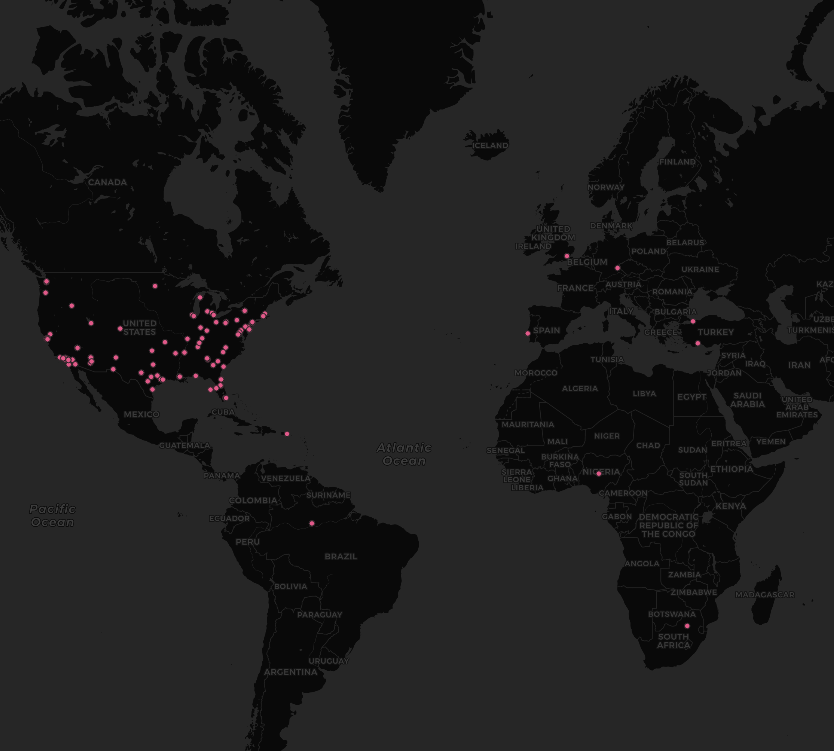 ICELAND
FINLAND
CANADA
NORWAY
UNITED
KINGDOM
DENMARK
IRELAND
BELARUS
POLAND
BELGIUM
UKRAINE
FRANCE
AUSTRIA
ROMANIA
KAZ
ITALY
BULGARIA
UNITED
STATES
SPAIN
GREECE
TURKEY
UZBE
TURKMENIS
TUNISIA
SYRIA
IRAQ
IRAN
AFG
MOROCCO
JORDAN
ALGERIA
LIBYA
EGYPT
SAUDI
ARABIA
UNITED
ARAB
EMIRATES
MEXICO
CUBA
MAURITANIA
GUATEMALA
Atlantic
Ocean
MALI
NIGER
CHAD
SUDAN
ERITREA
YEMEN
SENEGAL
BURKINA
FASO
PANAMA
VENEZUELA
SIERRA
LEONE
LIBERIA
GHANA
NIGERIA
SOUTH
SUDAN
ETHIOPIA
COLOMBIA
SURINAME
CAMEROON
Pacific
Ocean
ECUADOR
GABON
DEMOCRATIC
REPUBLIC OF
THE CONGO
KENYA
PERU
BRAZIL
ANGOLA
ZAMBIA
BOLIVIA
ZIMBABWE
MADAGASCAR
PARAGUAY
BOTSWANA
SOUTH
AFRICA
URUGUAY
ARGENTINA